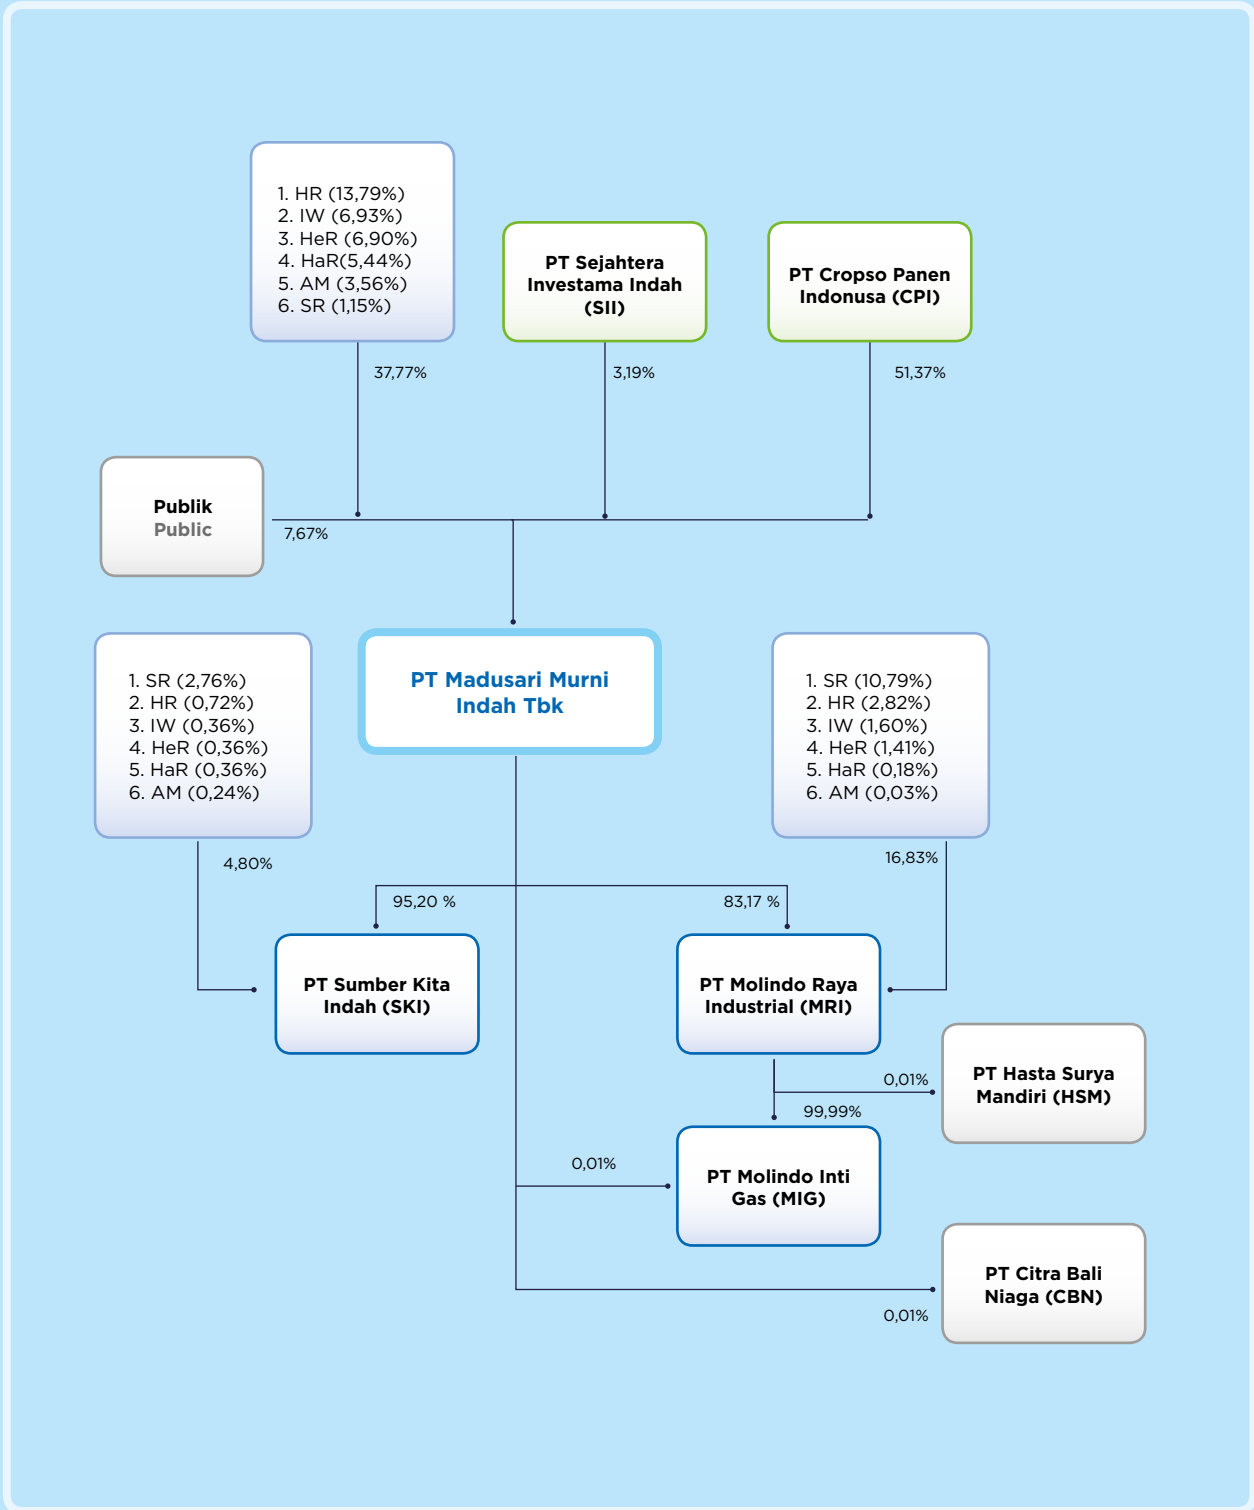 1. HR (13,79%)
2. IW (6,93%)
3. HeR (6,90%)
4. HaR(5,44%)
5. AM (3,56%)
6. SR (1,15%)
PT Sejahtera
Investama Indah
(SII)
PT Cropso Panen
Indonusa (CPI)
37,77%
3,19%
51,37%
Publik
Public
7,67%
PT Madusari Murni
Indah Tbk
1. SR (2,76%)
2. HR (0,72%)
3. IW (0,36%)
4. HeR (0,36%)
5. HaR (0,36%)
6. AM (0,24%)
1. SR (10,79%)
2. HR (2,82%)
3. IW (1,60%)
4. HeR (1,41%)
5. HaR (0,18%)
6. AM (0,03%)
4,80%
16,83%
95,20 %
83,17 %
PT Sumber Kita
Indah (SKI)
PT Molindo Raya
Industrial (MRI)
0,01%
PT Hasta Surya
Mandiri (HSM)
99,99%
0,01%
PT Molindo Inti
Gas (MIG)
PT Citra Bali
Niaga (CBN)
0,01%